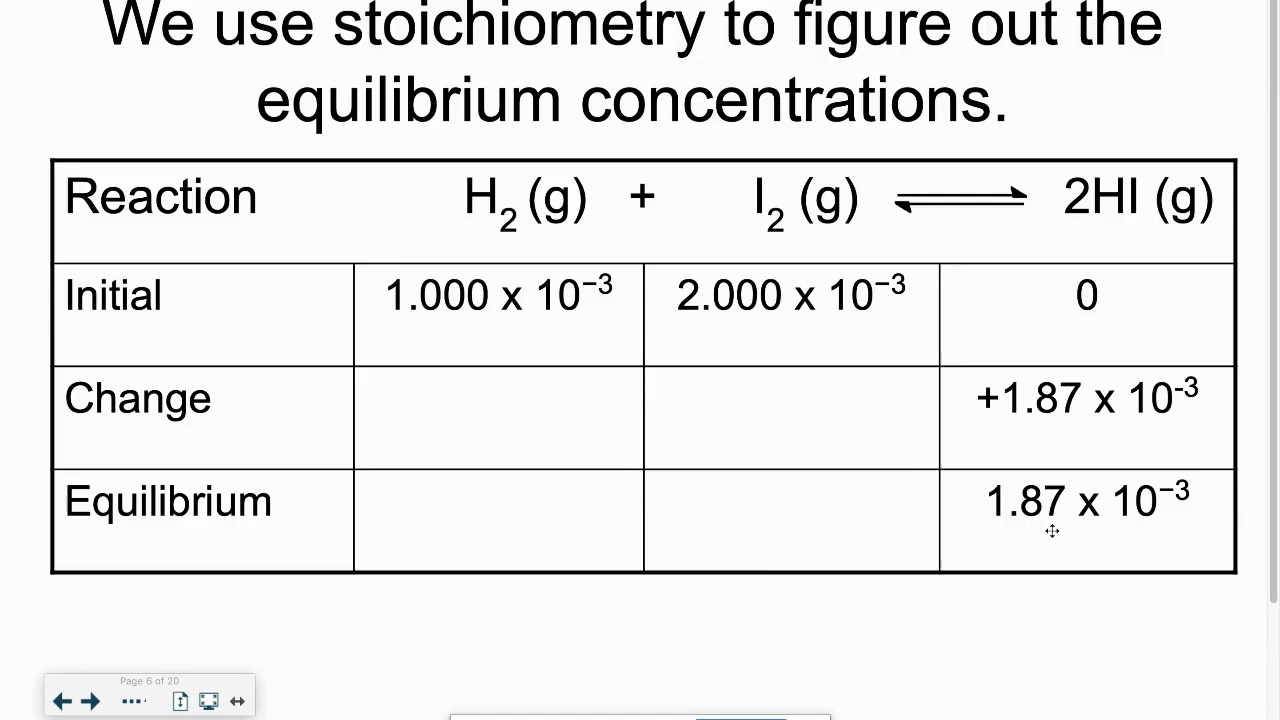 We use stoichiometry to figure out the
equilibrium concentrations.
Reaction H₂ (g) + I₂ (g) ⇌ 2HI (g)
Initial 1.000 x 10⁻³ 2.000 x 10⁻³ 0
Change +1.87 x 10⁻³
Equilibrium 1.87 x 10⁻³
Page 6 of 20